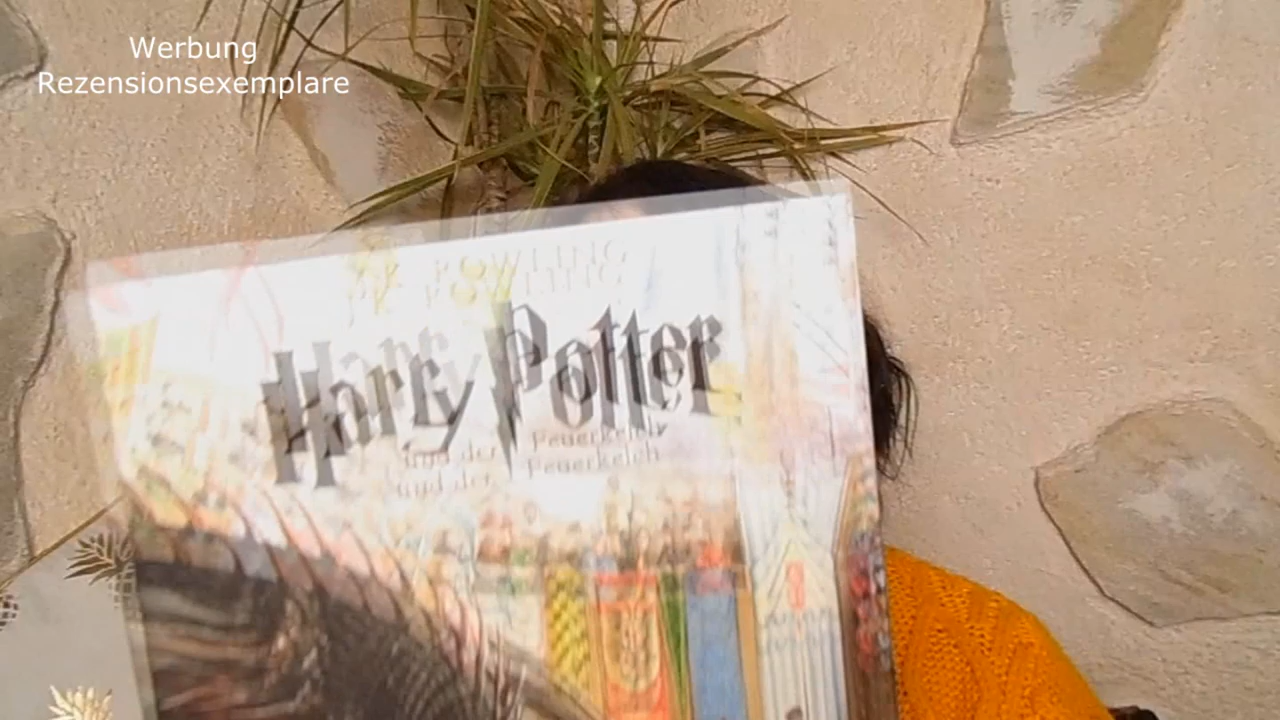 Werbung
Rezensionsexemplare
J.K. ROWLING
Harry Potter
und der Feuerkelch